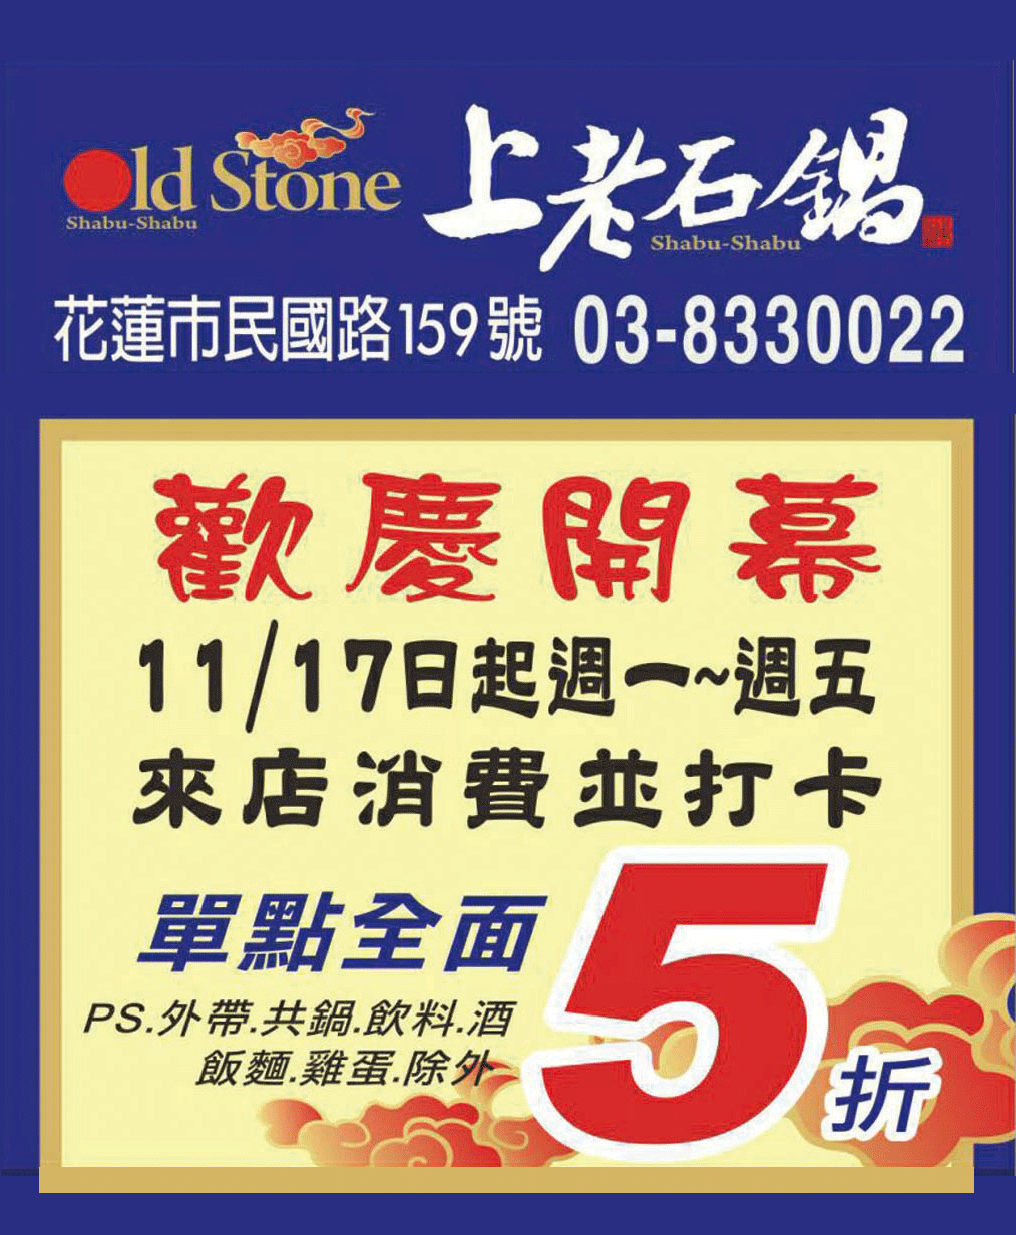 Old Stone
Shabu-Shabu
上老石鍋
Shabu-Shabu
花蓮市民國路159號 03-8330022
歡慶開幕
11/17日起週一~週五
來店消費並打卡
單點全面5折
PS.外帶.共鍋.飲料.酒
飯麵.雞蛋.除外